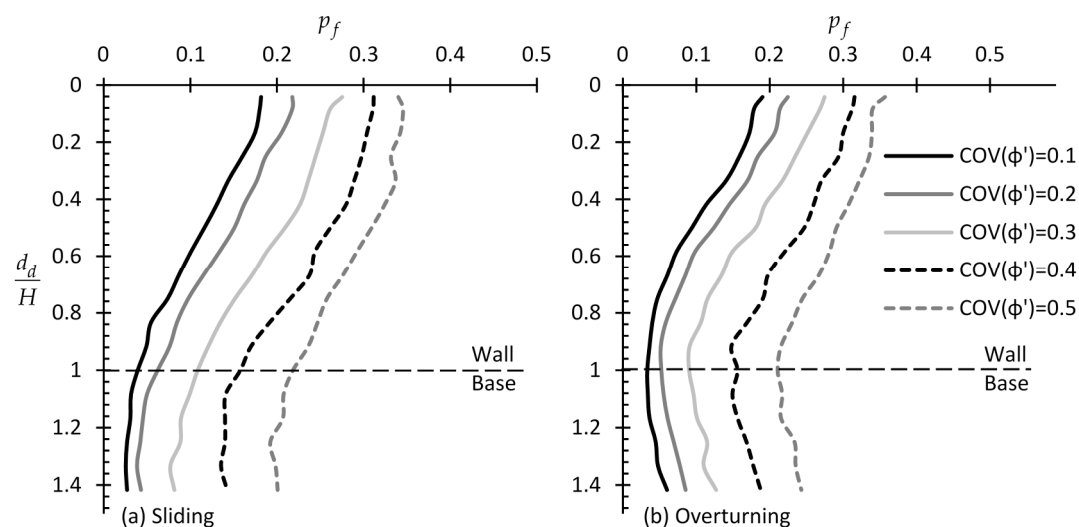 p_f
0 0.1 0.2 0.3 0.4 0.5
0
0.2
0.4
0.6
0.8
1
1.2
1.4
d_d
H
Wall
Base
(a) Sliding
p_f
0 0.1 0.2 0.3 0.4 0.5
0
0.2
0.4
0.6
0.8
1
1.2
1.4
COV(ϕ')=0.1
COV(ϕ')=0.2
COV(ϕ')=0.3
COV(ϕ')=0.4
COV(ϕ')=0.5
Wall
Base
(b) Overturning